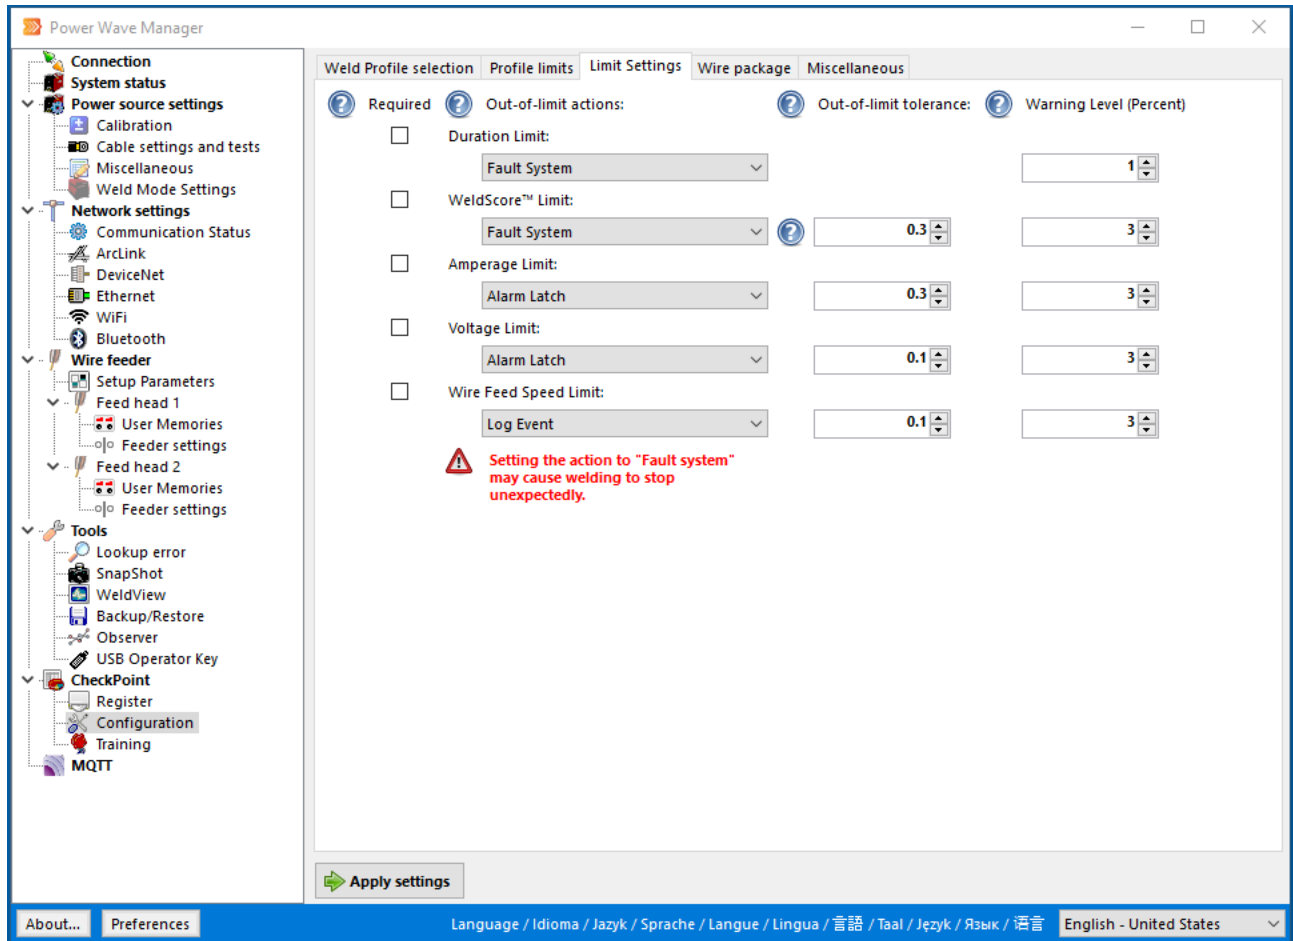 Power Wave Manager
Connection
System status
Power source settings
Calibration
Cable settings and tests
Miscellaneous
Weld Mode Settings
Network settings
Communication Status
ArcLink
DeviceNet
Ethernet
WiFi
Bluetooth
Wire feeder
Setup Parameters
Feed head 1
User Memories
Feeder settings
Feed head 2
User Memories
Feeder settings
Tools
Lookup error
SnapShot
WeldView
Backup/Restore
Observer
USB Operator Key
CheckPoint
Register
Configuration
Training
MQTT
Weld Profile selection Profile limits Limit Settings Wire package Miscellaneous
Required Out-of-limit actions: Out-of-limit tolerance: Warning Level (Percent)
Duration Limit:
Fault System 1
WeldScore™ Limit:
Fault System 0.3 3
Amperage Limit:
Alarm Latch 0.3 3
Voltage Limit:
Alarm Latch 0.1 3
Wire Feed Speed Limit:
Log Event 0.1 3
Setting the action to "Fault system"
may cause welding to stop
unexpectedly.
Apply settings
About... Preferences Language / Idioma / Jazyk / Sprache / Langue / Lingua / 言語 / Taal / Język / Язык / 语言 English - United States